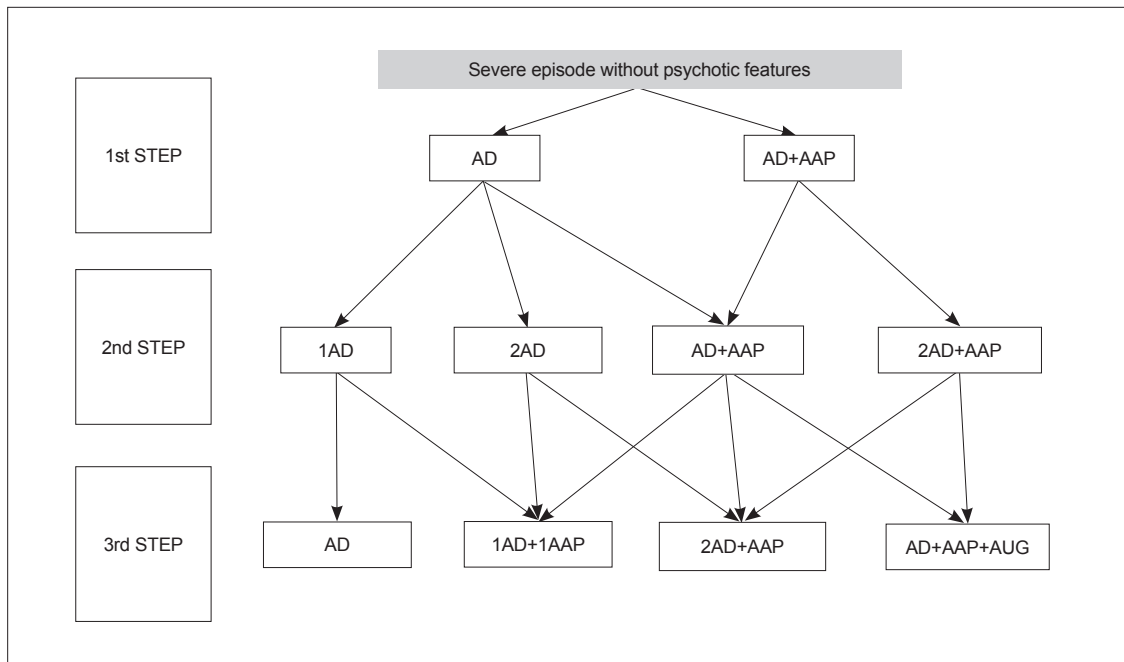 Severe episode without psychotic features
1st STEP
AD
AD+AAP
2nd STEP
1AD
2AD
AD+AAP
2AD+AAP
3rd STEP
AD
1AD+1AAP
2AD+AAP
AD+AAP+AUG